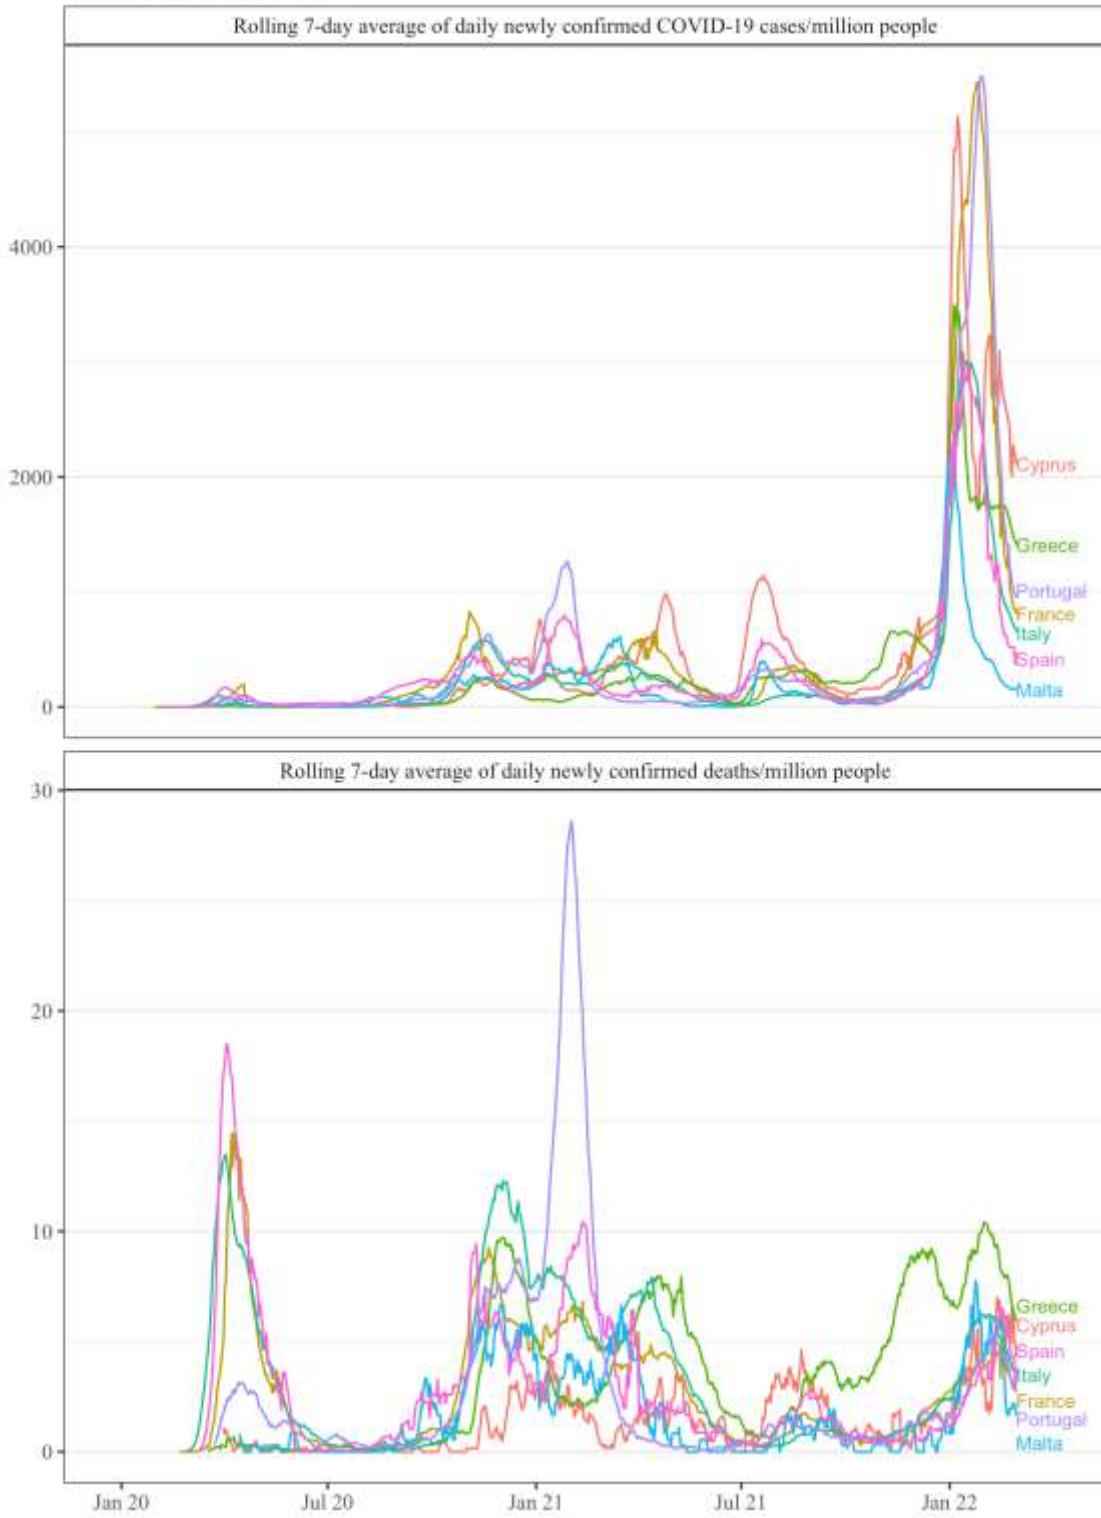 Rolling 7-day average of daily newly confirmed COVID-19 cases/million people
4000
2000
0
Cyprus
Greece
Portugal
France
Italy
Spain
Malta
Rolling 7-day average of daily newly confirmed deaths/million people
30
20
10
0
Greece
Cyprus
Spain
Italy
France
Portugal
Malta
Jan 20 Jul 20 Jan 21 Jul 21 Jan 22